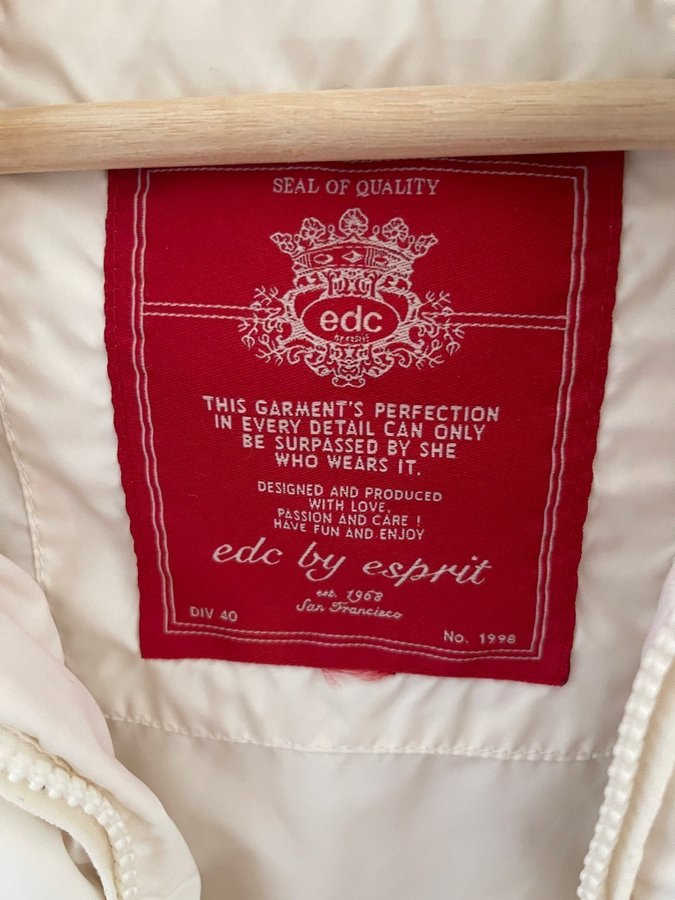 SEAL OF QUALITY
edc
BY ESPRIT
THIS GARMENT'S PERFECTION
IN EVERY DETAIL CAN ONLY
BE SURPASSED BY SHE
WHO WEARS IT.
DESIGNED AND PRODUCED
WITH LOVE,
PASSION AND CARE !
HAVE FUN AND ENJOY
edc by esprit
est. 1968
San Francisco
DIV 40
No. 1998